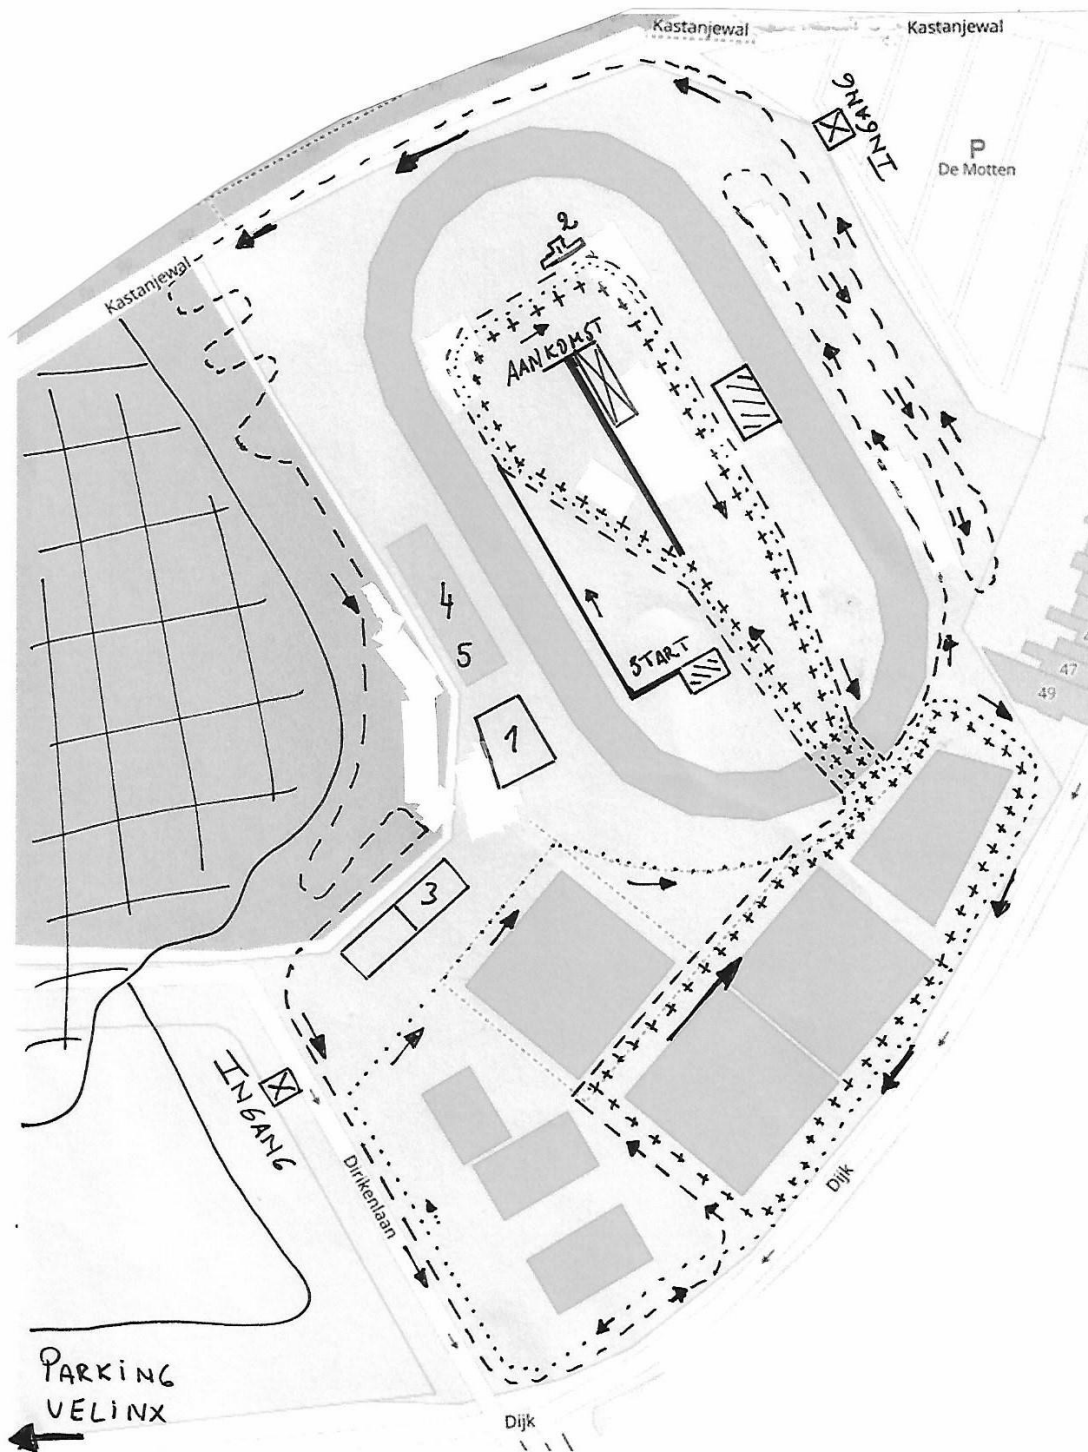 Kastanjewal
Kastanjewal
INGANG
P
De Motten
2
Kastanjewal
AANKOMST
4
5
START
47
49
1
3
INGANG
Dirikenlaan
Dijk
PARKING
VELINX
Dijk